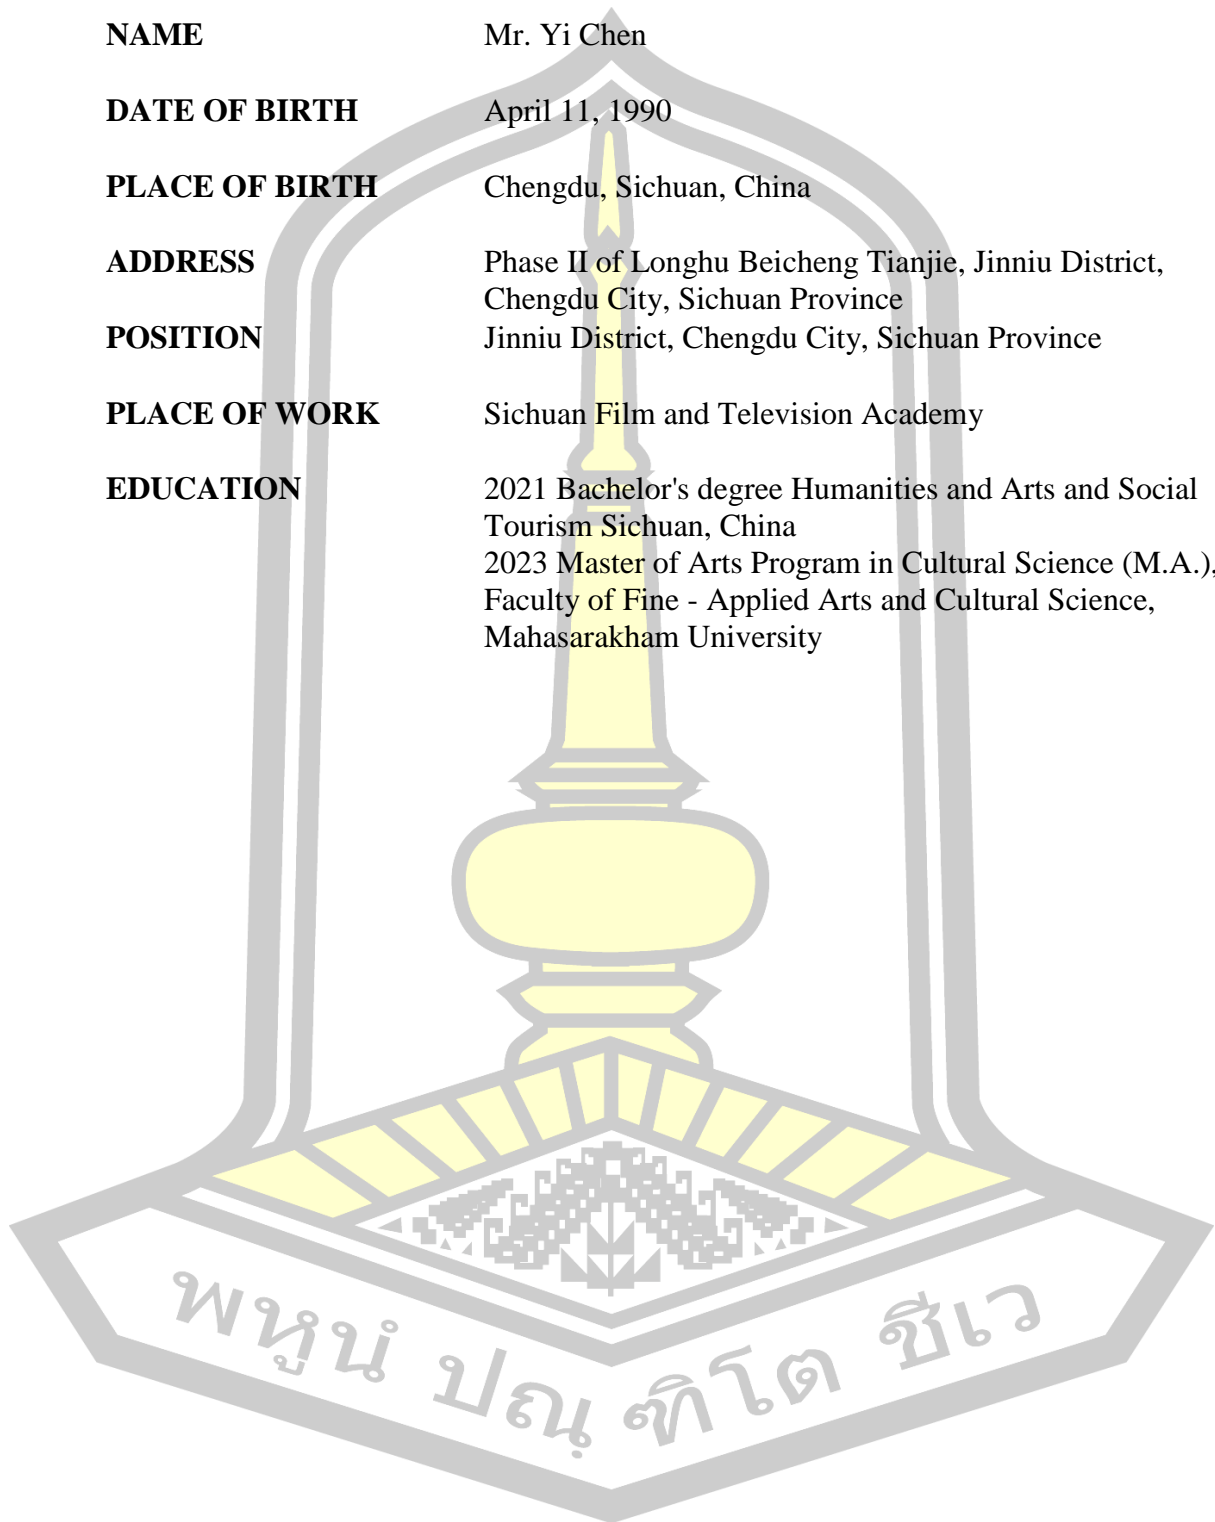 NAME Mr. Yi Chen
DATE OF BIRTH April 11, 1990
PLACE OF BIRTH Chengdu, Sichuan, China
ADDRESS Phase II of Longhu Beicheng Tianjie, Jinniu District,
Chengdu City, Sichuan Province
POSITION Jinniu District, Chengdu City, Sichuan Province
PLACE OF WORK Sichuan Film and Television Academy
EDUCATION 2021 Bachelor's degree Humanities and Arts and Social
Tourism Sichuan, China
2023 Master of Arts Program in Cultural Science (M.A.),
Faculty of Fine - Applied Arts and Cultural Science,
Mahasarakham University
พหูนํ ปณฺฑิโต ชีเว